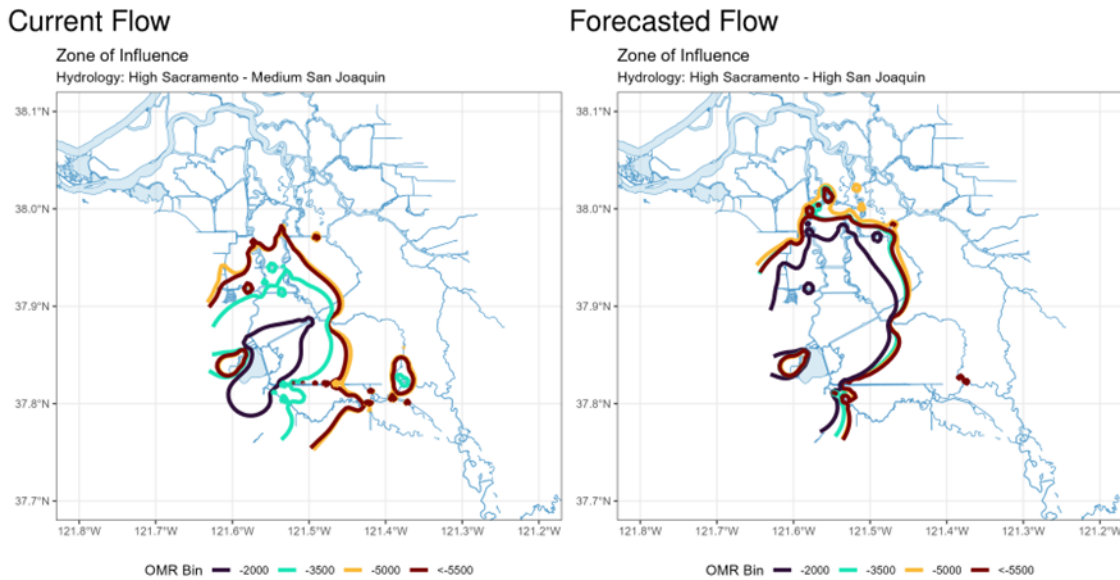 Current Flow
Zone of Influence
Hydrology: High Sacramento - Medium San Joaquin
38.1°N
38.0°N
37.9°N
37.8°N
37.7°N
121.8°W 121.7°W 121.6°W 121.5°W 121.4°W 121.3°W 121.2°W
OMR Bin -2000 -3500 -5000 <-5500
Forecasted Flow
Zone of Influence
Hydrology: High Sacramento - High San Joaquin
38.1°N
38.0°N
37.9°N
37.8°N
37.7°N
121.8°W 121.7°W 121.6°W 121.5°W 121.4°W 121.3°W 121.2°W
OMR Bin -2000 -3500 -5000 <-5500